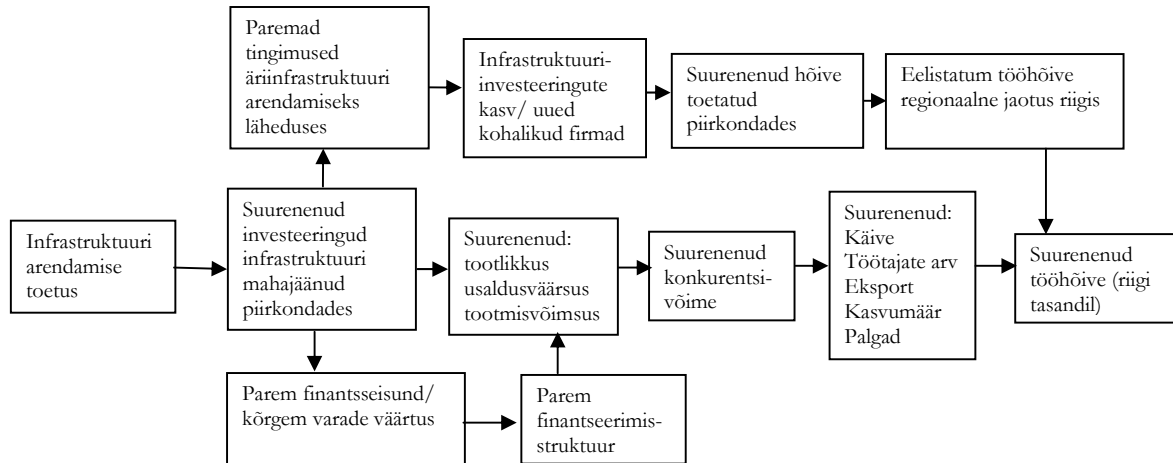 Paremad
tingimused
äriinfrastruktuuri
arendamiseks
läheduses
Infrastruktuuri-
investeeringute
kasv/ uued
kohalikud firmad
Suurenenud hõive
toetatud
piirkondades
Eelistatum tööhõive
regionaalne jaotus riigis
Infrastruktuuri
arendamise
toetus
Suurenenud
investeeringud
infrastruktuuri
mahajäänud
piirkondades
Suurenenud:
tootlikkus
usaldusväärsus
tootmisvõimsus
Suurenenud
konkurentsi-
võime
Suurenenud:
Käive
Töötajate arv
Eksport
Kasvumäär
Palgad
Suurenenud
tööhõive (riigi
tasandil)
Parem finantsseisund/
kõrgem varade väärtus
Parem
finantseerimis-
struktuur